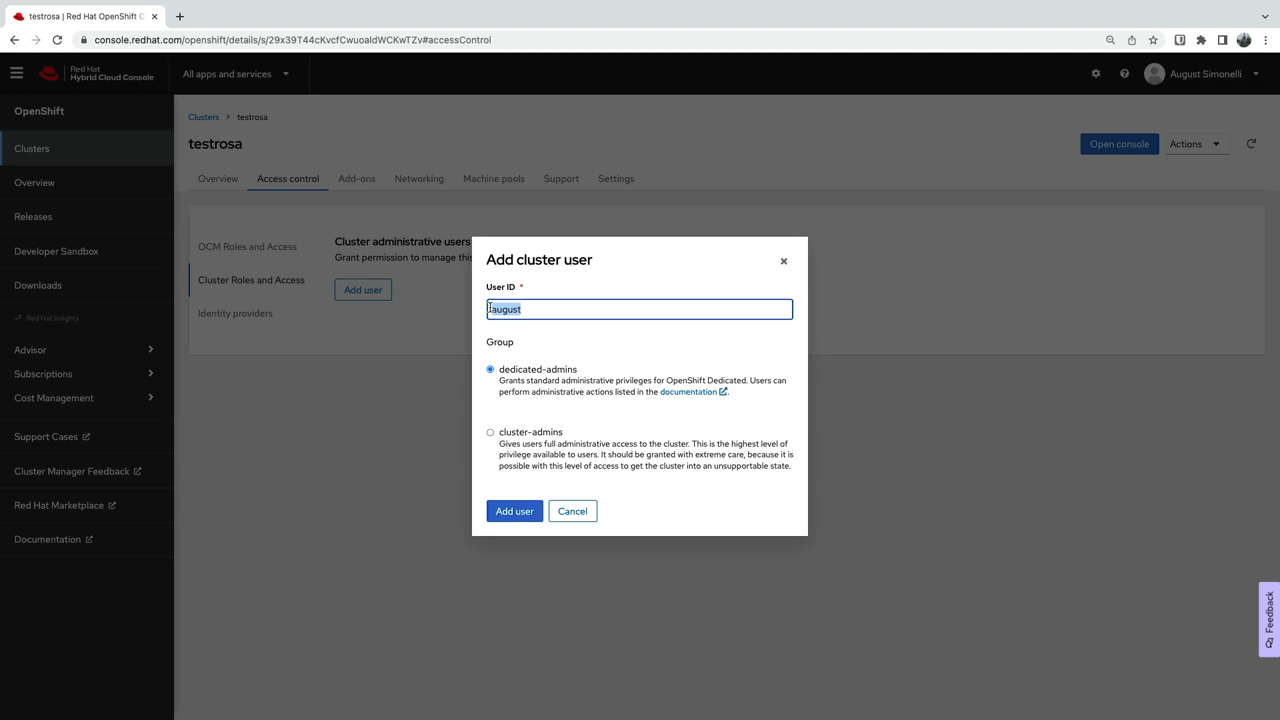 testrosa | Red Hat OpenShift C
console.redhat.com/openshift/details/s/29x39T44cKvcfCwuoaldWCKwTZv#accessControl
Red Hat
Hybrid Cloud Console
All apps and services
August Simonelli
OpenShift
Clusters
Overview
Releases
Developer Sandbox
Downloads
Red Hat Insights
Advisor
Subscriptions
Cost Management
Support Cases
Cluster Manager Feedback
Red Hat Marketplace
Documentation
Clusters > testrosa
testrosa
Open console
Actions
Overview
Access control
Add-ons
Networking
Machine pools
Support
Settings
OCM Roles and Access
Cluster Roles and Access
Identity providers
Cluster administrative users
Grant permission to manage this
Add user
Add cluster user
User ID *
august
Group
dedicated-admins
Grants standard administrative privileges for OpenShift Dedicated. Users can
perform administrative actions listed in the documentation.
cluster-admins
Gives users full administrative access to the cluster. This is the highest level of
privilege available to users. It should be granted with extreme care, because it is
possible with this level of access to get the cluster into an unsupportable state.
Add user
Cancel
Feedback